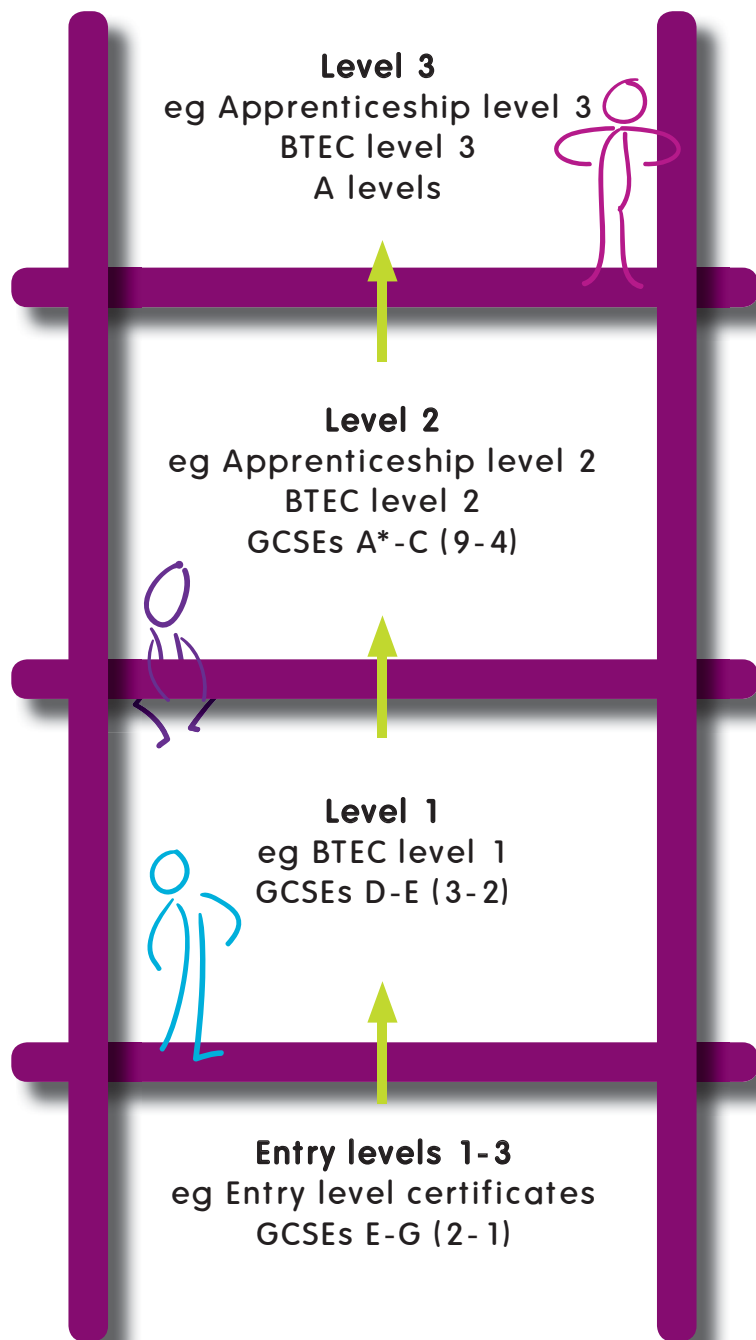 Level 3
eg Apprenticeship level 3
BTEC level 3
A levels
Level 2
eg Apprenticeship level 2
BTEC level 2
GCSEs A*-C (9-4)
Level 1
eg BTEC level 1
GCSEs D-E (3-2)
Entry levels 1-3
eg Entry level certificates
GCSEs E-G (2-1)